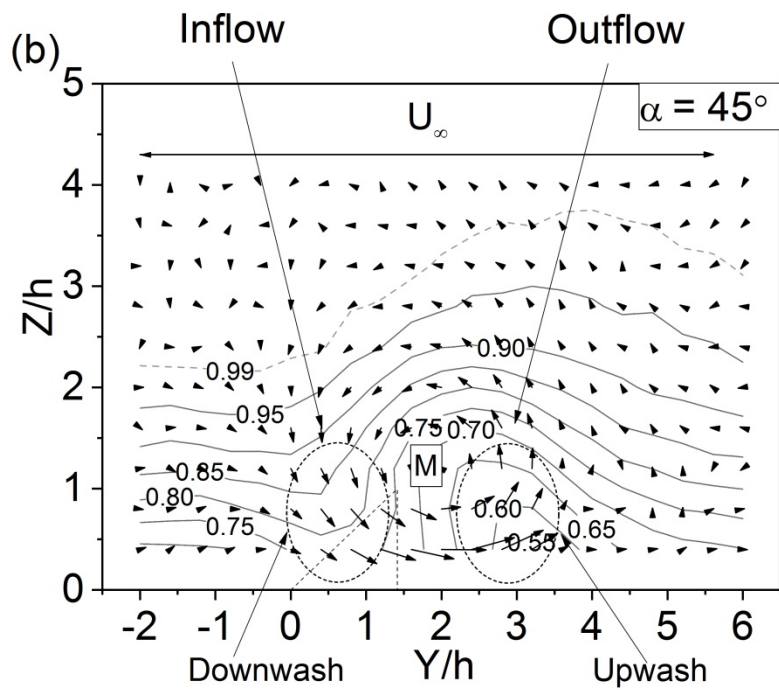 Inflow Outflow
(b)
α = 45°
U∞
5
4
3
2
1
0
Z/h
0.99
0.95
0.90
0.85
0.80
0.75
0.75
0.70
M
0.60
0.65
0.55
-2 -1 0 1 2 3 4 5 6
Downwash Y/h Upwash